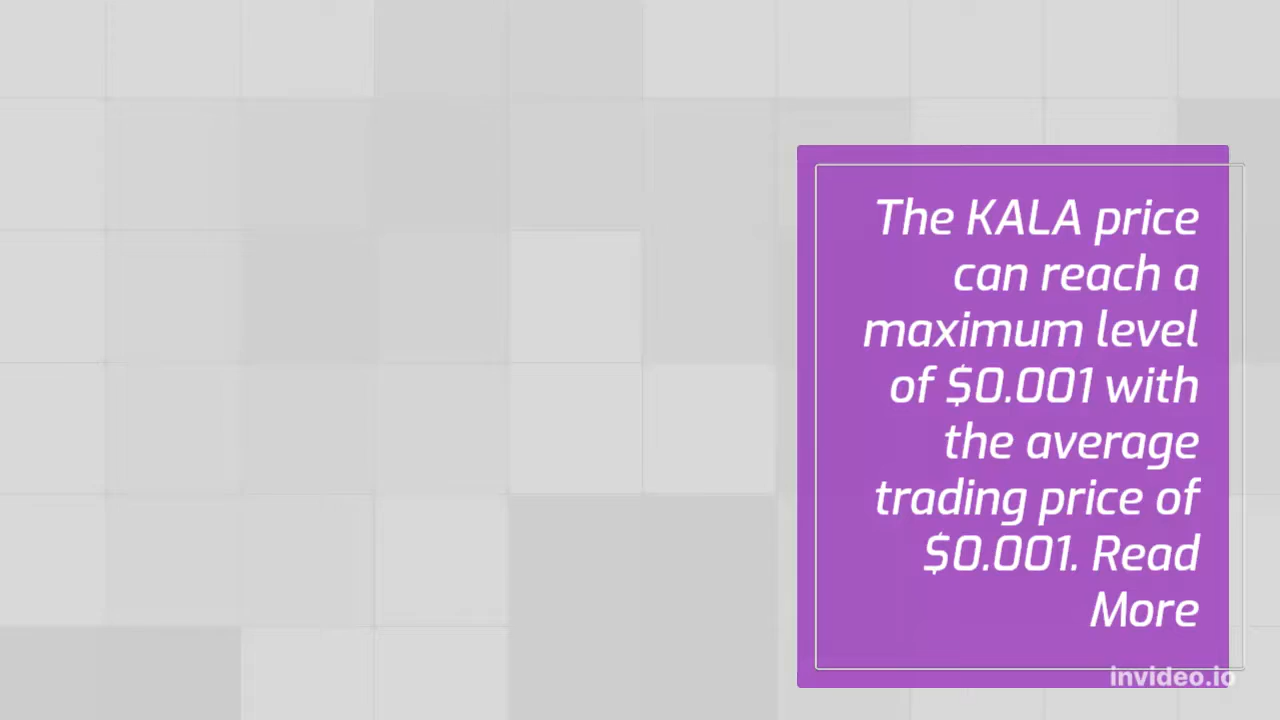 The KALA price
can reach a
maximum level
of $0.001 with
the average
trading price of
$0.001. Read
More
invideo.io